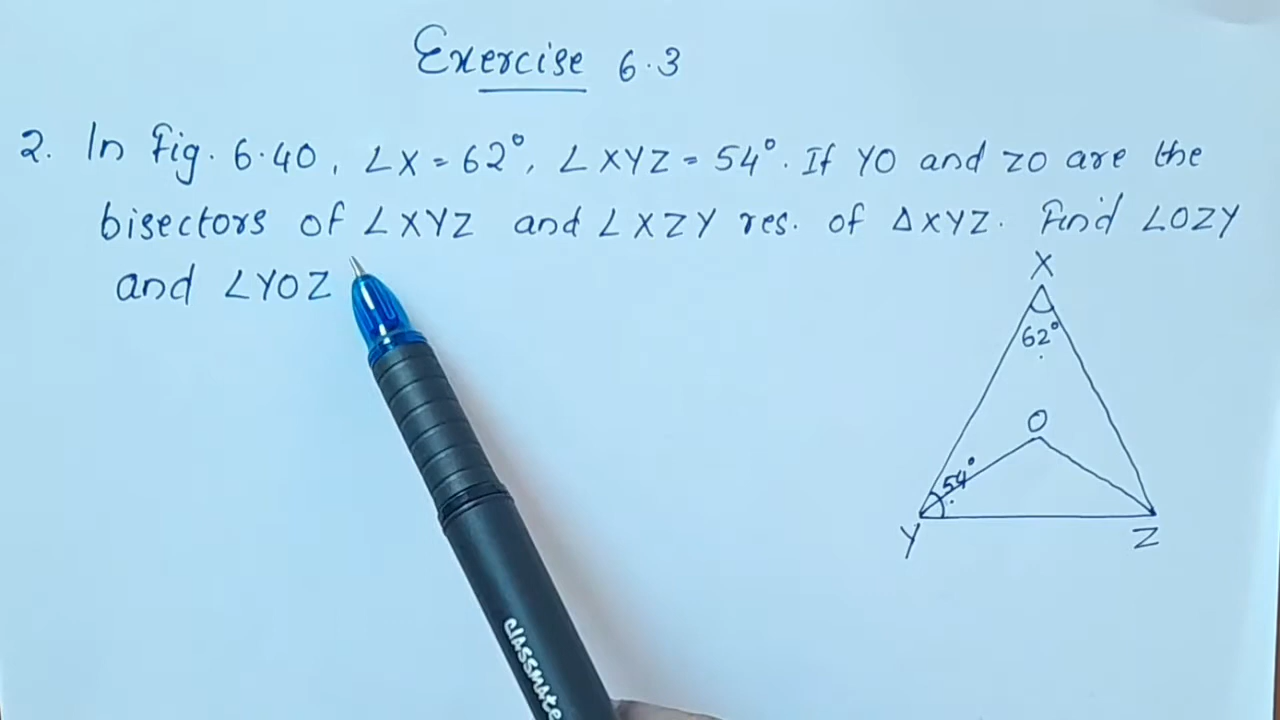 Exercise 6.3
2. In Fig. 6.40, ∠X = 62°, ∠XYZ = 54°. If YO and ZO are the
bisectors of ∠XYZ and ∠XZY res. of ΔXYZ. Find ∠OZY
and ∠YOZ
X
62°
O
54°
Y
Z
classmate